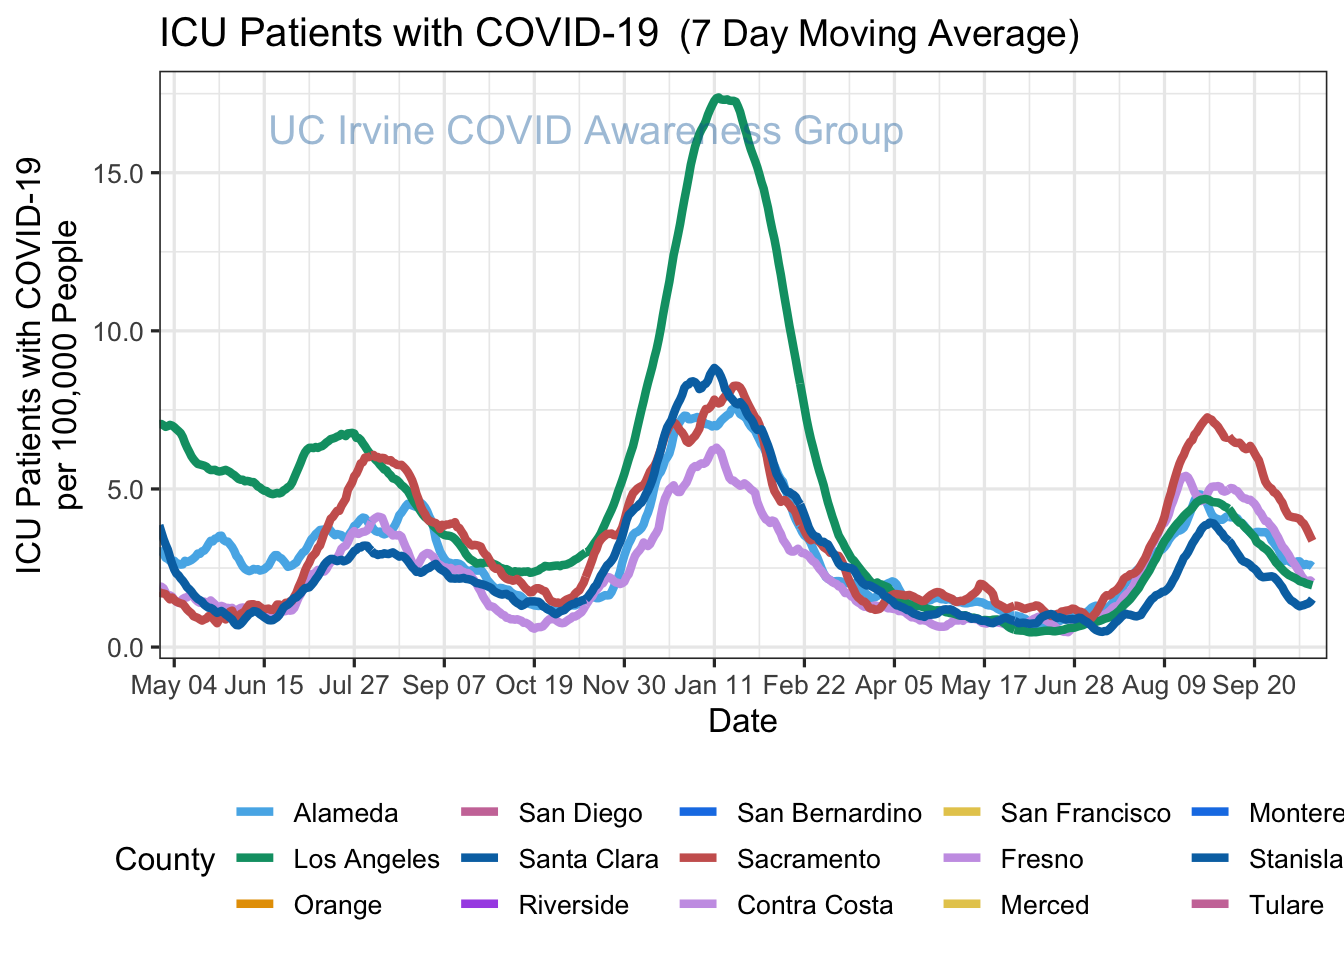 ICU Patients with COVID-19 (7 Day Moving Average)
UC Irvine COVID Awareness Group
ICU Patients with COVID-19
per 100,000 People
15.0
10.0
5.0
0.0
May 04 Jun 15 Jul 27 Sep 07 Oct 19 Nov 30 Jan 11 Feb 22 Apr 05 May 17 Jun 28 Aug 09 Sep 20
Date
County
Alameda San Diego San Bernardino San Francisco Montere
Los Angeles Santa Clara Sacramento Fresno Stanisla
Orange Riverside Contra Costa Merced Tulare